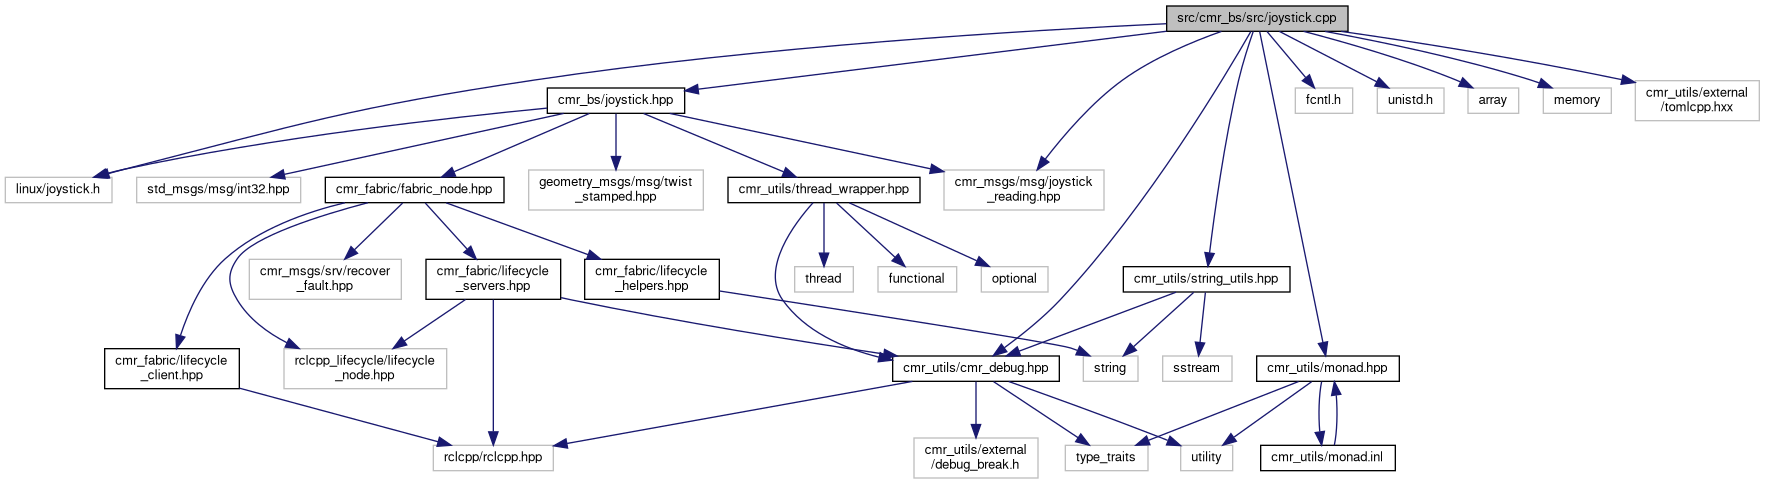 src/cmr_bs/src/joystick.cpp
cmr_bs/joystick.hpp
fcntl.h
unistd.h
array
memory
cmr_utils/external
/tomlcpp.hxx
linux/joystick.h
std_msgs/msg/int32.hpp
cmr_fabric/fabric_node.hpp
geometry_msgs/msg/twist
_stamped.hpp
cmr_utils/thread_wrapper.hpp
cmr_msgs/msg/joystick
_reading.hpp
cmr_msgs/srv/recover
_fault.hpp
cmr_fabric/lifecycle
_servers.hpp
cmr_fabric/lifecycle
_helpers.hpp
thread
functional
optional
cmr_utils/string_utils.hpp
cmr_fabric/lifecycle
_client.hpp
rclcpp_lifecycle/lifecycle
_node.hpp
cmr_utils/cmr_debug.hpp
string
sstream
cmr_utils/monad.hpp
rclcpp/rclcpp.hpp
cmr_utils/external
/debug_break.h
type_traits
utility
cmr_utils/monad.inl